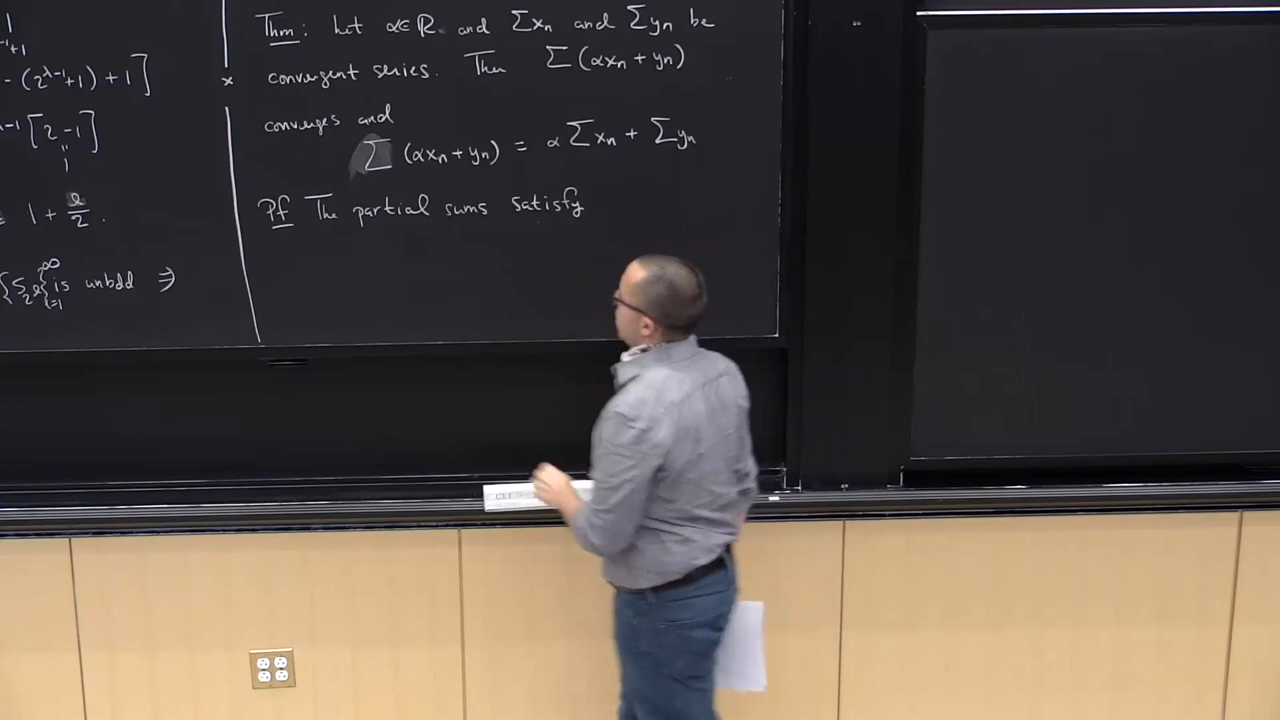 - (2^{λ-1}+1) + 1]
[2-1]
1
1 + l/2 .
{S_{2^l}}_{l=1}^∞ is unbdd ⇒
Thm: Let α∈ℝ and Σxₙ and Σyₙ be
convergent series. Then Σ(αxₙ+yₙ)
converges and
Σ (αxₙ+yₙ) = α Σxₙ + Σyₙ
Pf The partial sums satisfy